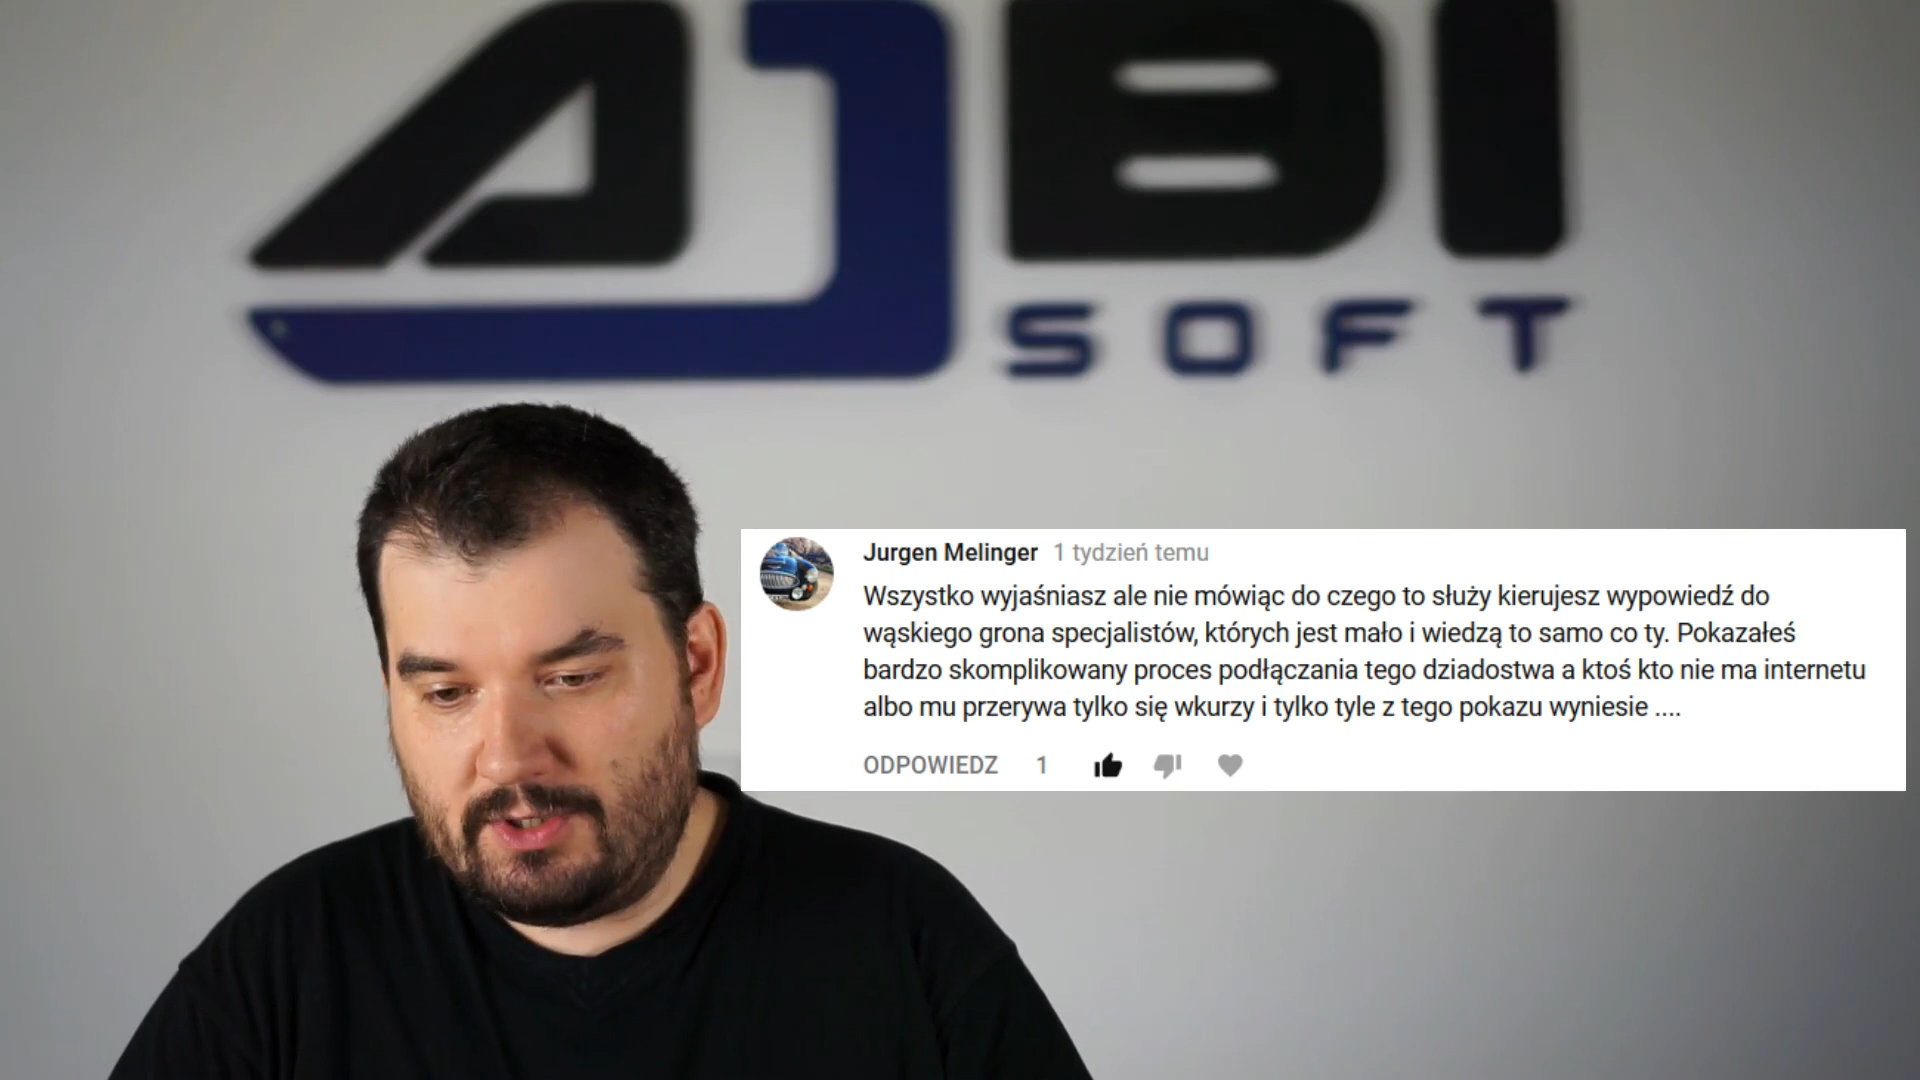 AJBI
SOFT
Jurgen Melinger 1 tydzień temu
Wszystko wyjaśniasz ale nie mówiąc do czego to służy kierujesz wypowiedź do
wąskiego grona specjalistów, których jest mało i wiedzą to samo co ty. Pokazałeś
bardzo skomplikowany proces podłączania tego dziadostwa a ktoś kto nie ma internetu
albo mu przerywa tylko się wkurzy i tylko tyle z tego pokazu wyniesie ....
ODPOWIEDZ 1